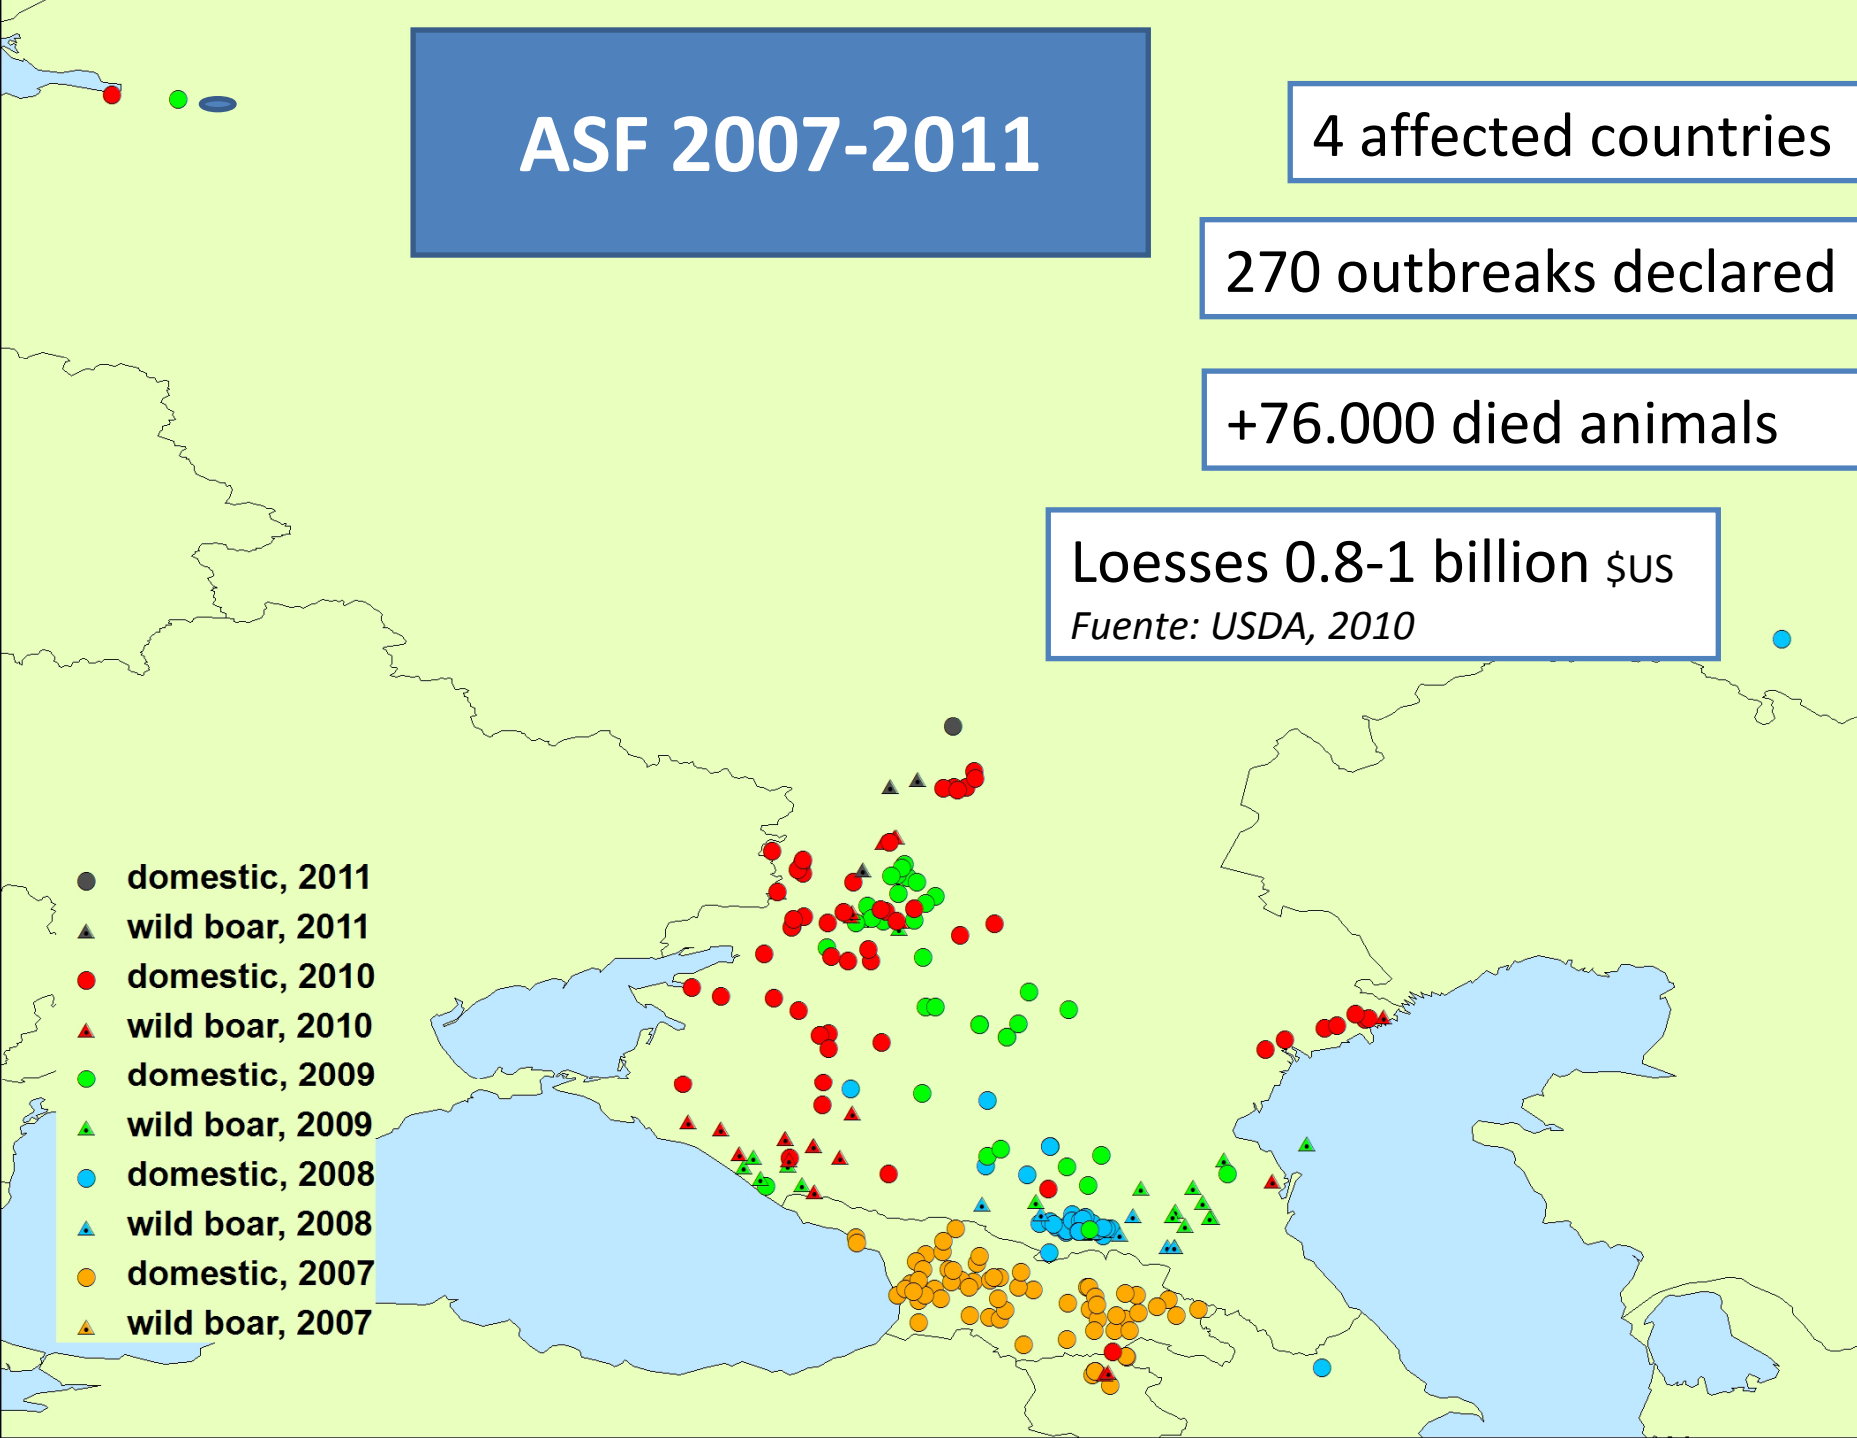 ASF 2007-2011
4 affected countries
270 outbreaks declared
+76.000 died animals
Loesses 0.8-1 billion $US
Fuente: USDA, 2010
domestic, 2011
wild boar, 2011
domestic, 2010
wild boar, 2010
domestic, 2009
wild boar, 2009
domestic, 2008
wild boar, 2008
domestic, 2007
wild boar, 2007